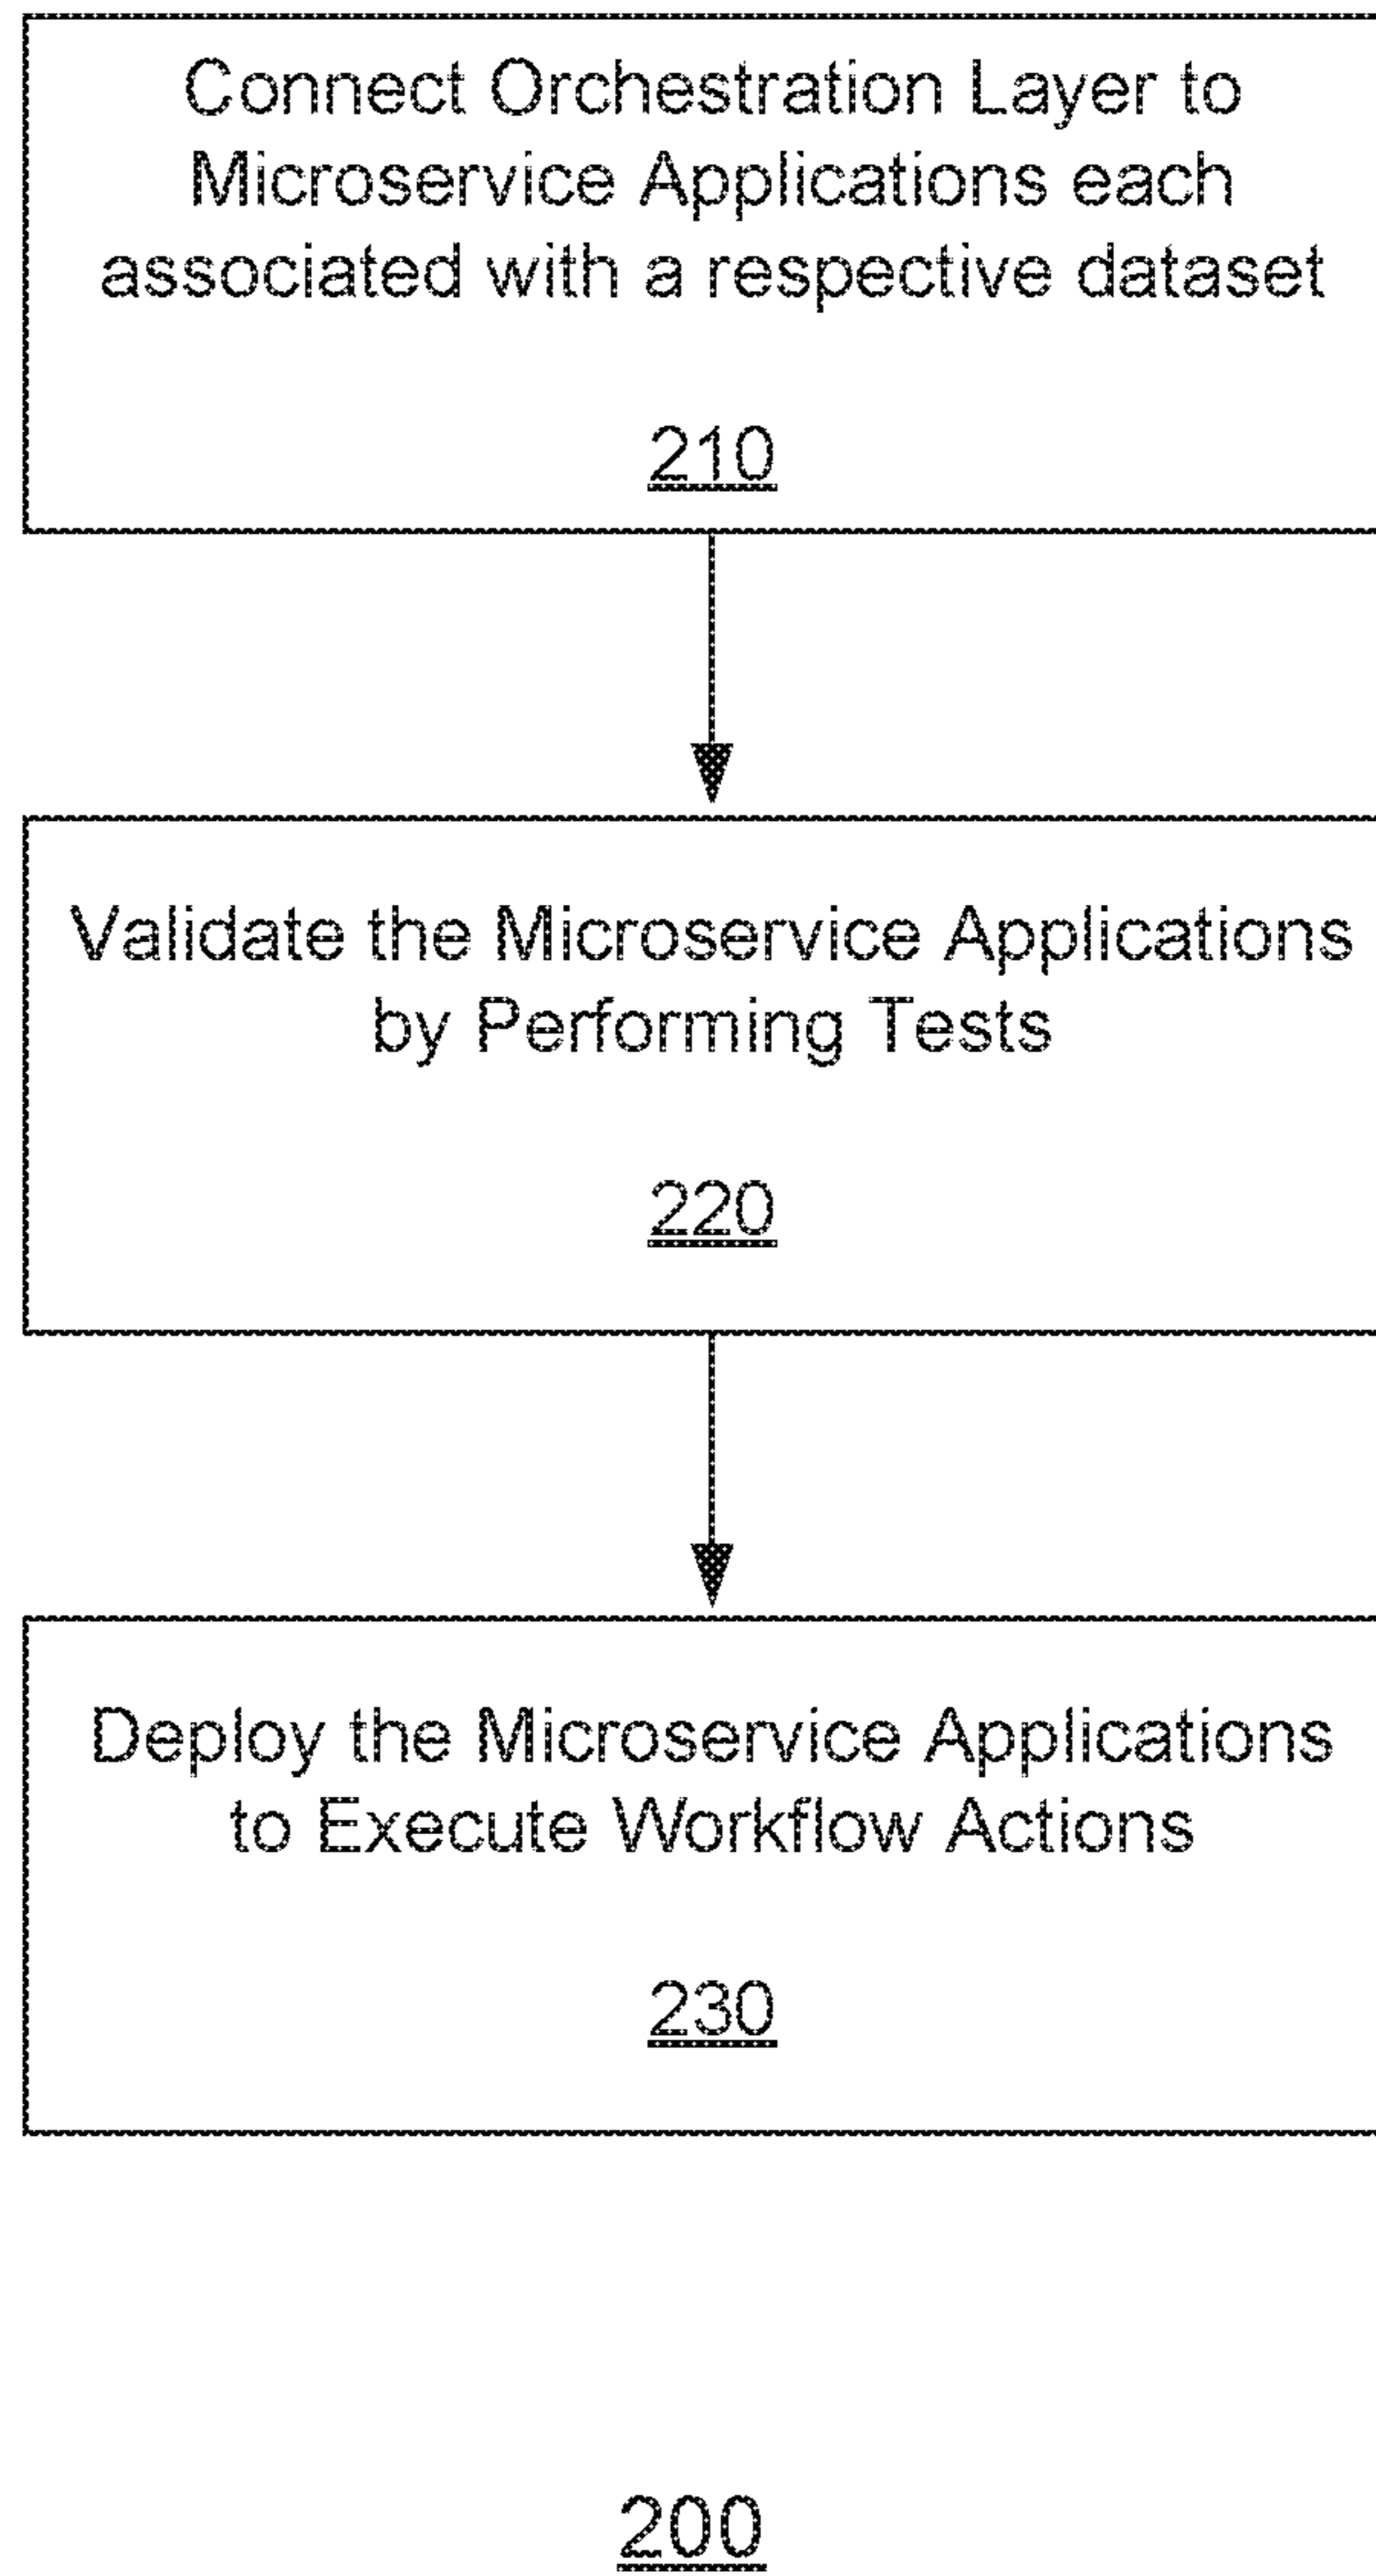 Connect Orchestration Layer to
Microservice Applications each
associated with a respective dataset
210
Validate the Microservice Applications
by Performing Tests
220
Deploy the Microservice Applications
to Execute Workflow Actions
230
200